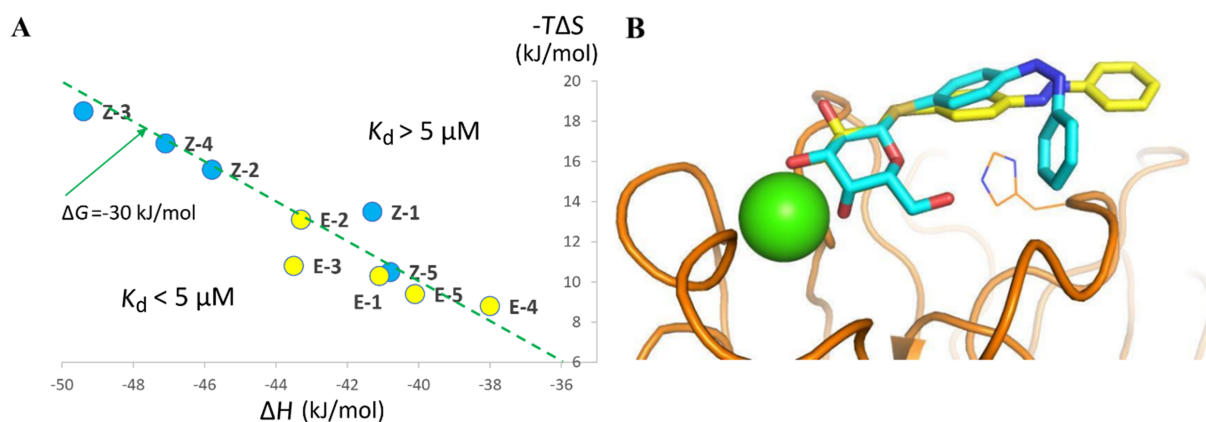 A
-TΔS
(kJ/mol)
B
20
Z-3
Kd > 5 μM
18
Z-4
16
Z-2
ΔG=-30 kJ/mol
14
E-2
Z-1
12
E-3
Z-5
Kd < 5 μM
10
E-1
E-5
E-4
8
6
-50 -48 -46 -44 -42 -40 -38 -36
ΔH (kJ/mol)